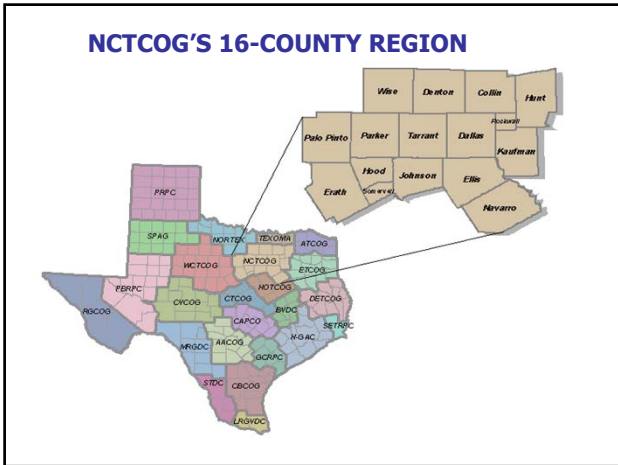 NCTCOG'S 16-COUNTY REGION
Wise
Denton
Collin
Hunt
Rockwall
Palo Pinto
Parker
Tarrant
Dallas
Kaufman
Hood
Johnson
Ellis
Erath
Somervell
Navarro
PRPC
SPAG
NORTEX
TEXOMA
ATCOG
WCTCOG
NCTCOG
ETCOG
PBRPC
HOTCOG
RGCOG
CVCOG
CTCOG
BVDC
DETCOG
CAPCO
SETRPC
MRGDC
AACOG
H-GAC
GCRPC
STDC
CBCOG
LRGVDC